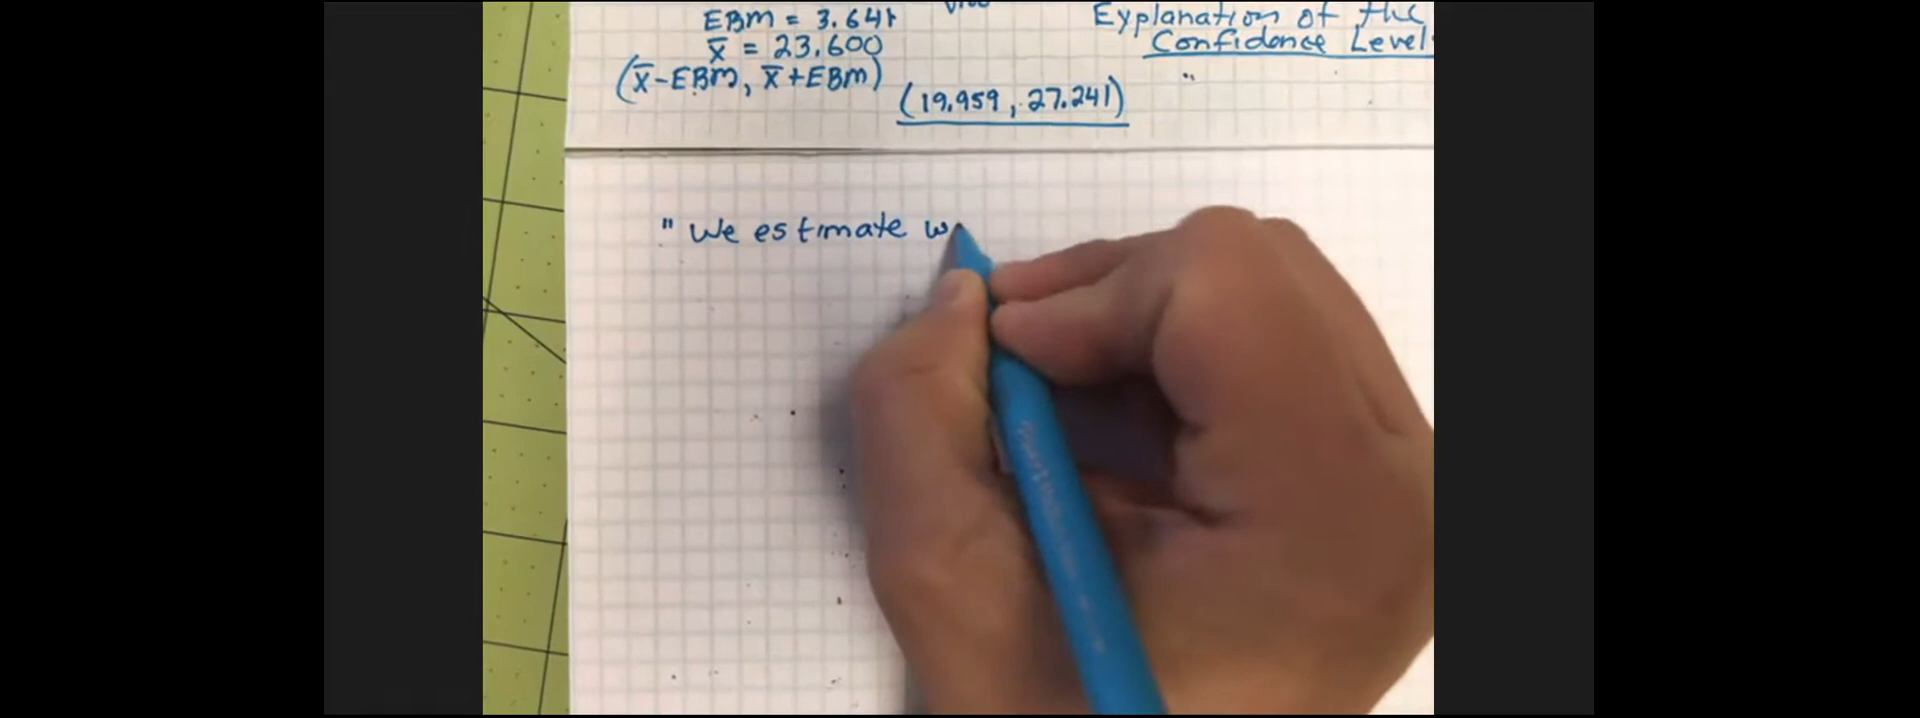 EBM = 3.641
x̄ = 23.600
(x̄-EBM, x̄+EBM)
(19.959, 27.241)
Explanation of the
Confidence Level
"
" We estimate w